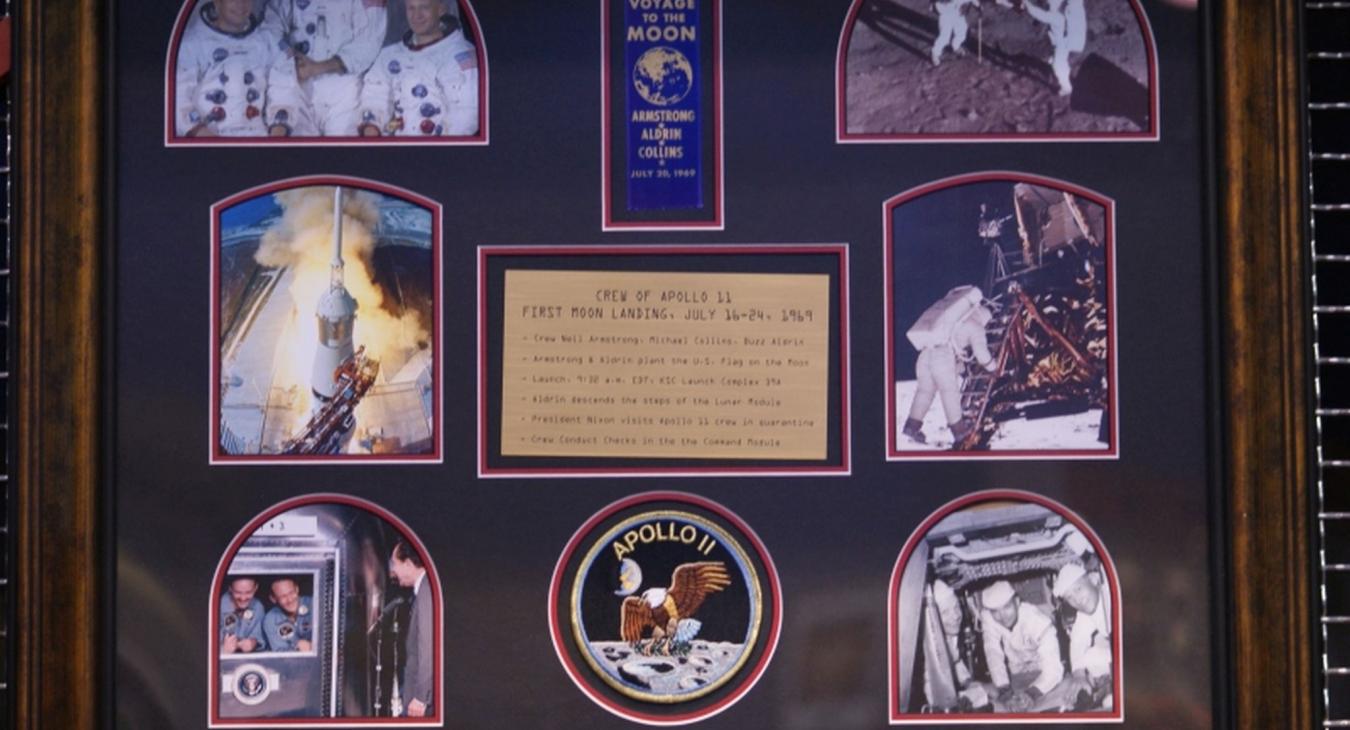 VOYAGE
TO THE
MOON
ARMSTRONG
ALDRIN
COLLINS
JULY 20, 1969
CREW OF APOLLO 11
FIRST MOON LANDING, JULY 16-24, 1969
- Crew Neil Armstrong, Michael Collins, Buzz Aldrin
- Armstrong & Aldrin plant the U.S. Flag on the Moon
- Launch, 9:32 a.m. EDT, KSC Launch Complex 39A
- Aldrin descends the steps of the Lunar Module
- President Nixon visits Apollo 11 crew in quarantine
- Crew Conduct Checks in the the Command Module
+ 3
APOLLO 11